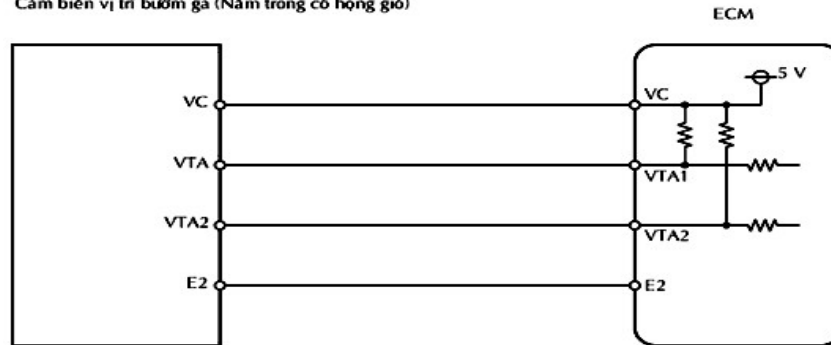 Cảm biến vị trí bướm ga (Nằm trong cổ họng gió)
ECM
5 V
VC
VC
VTA
VTA1
VTA2
VTA2
E2
E2